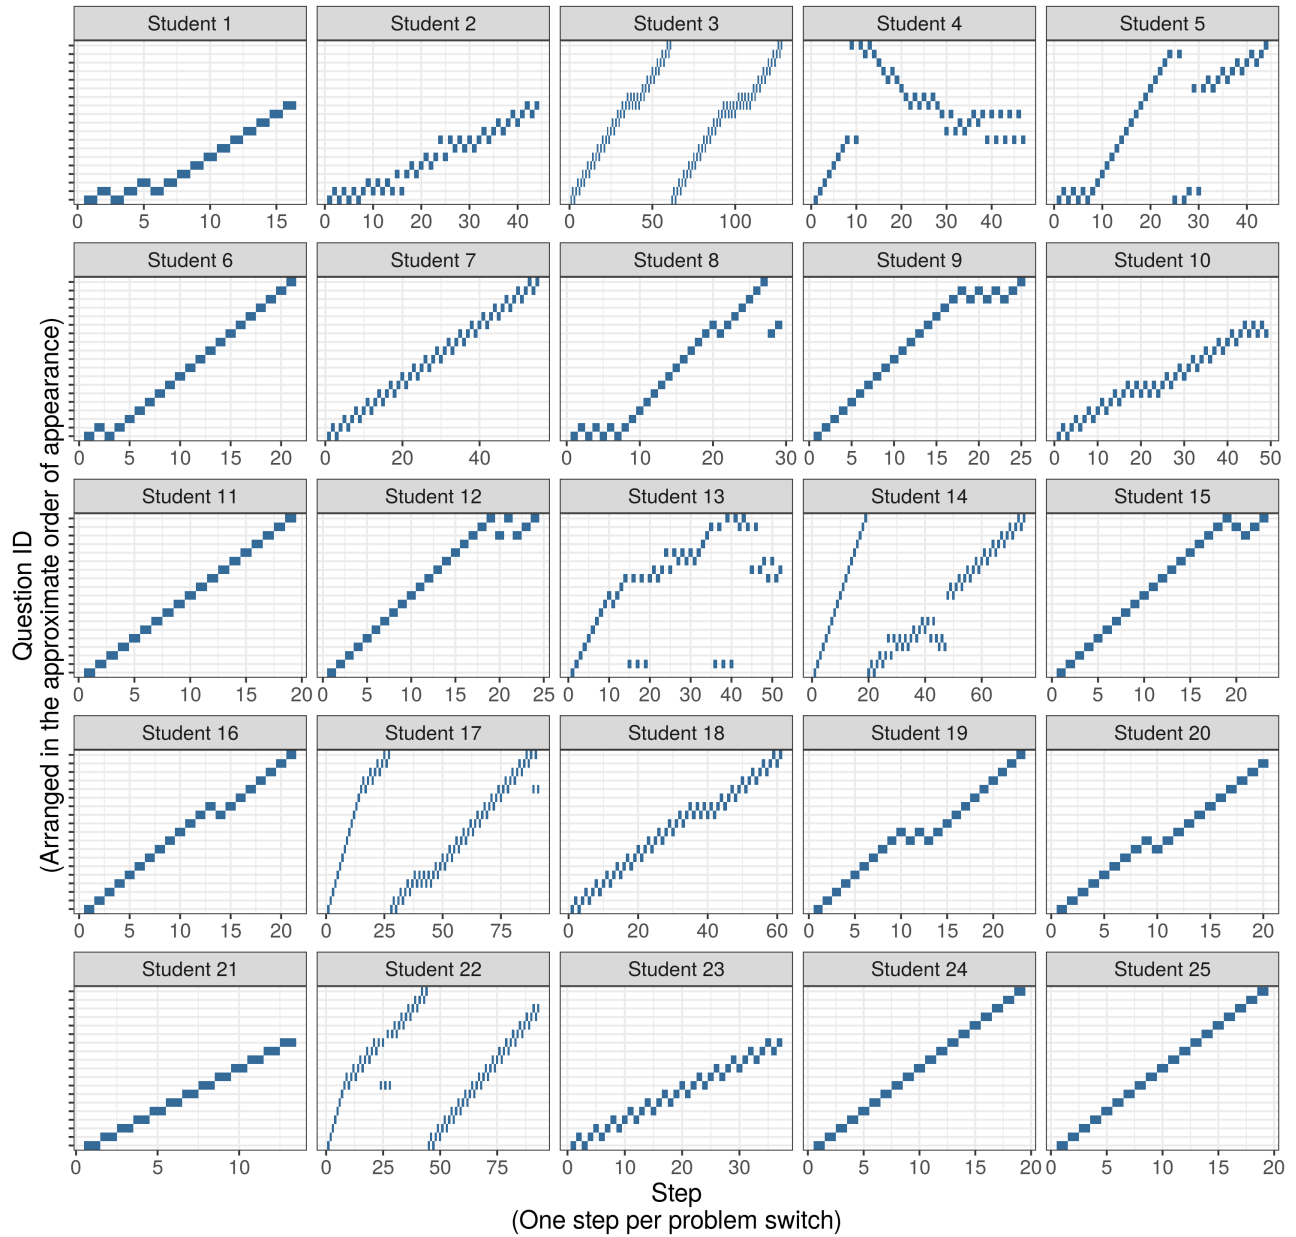 Student 1
Student 2
Student 3
Student 4
Student 5
0 5 10 15
0 10 20 30 40
0 50 100
0 10 20 30 40
0 10 20 30 40
Student 6
Student 7
Student 8
Student 9
Student 10
0 5 10 15 20
0 20 40
0 10 20 30
0 5 10 15 20 25
0 10 20 30 40 50
Student 11
Student 12
Student 13
Student 14
Student 15
0 5 10 15 20
0 5 10 15 20 25
0 10 20 30 40 50
0 20 40 60
0 5 10 15 20
Student 16
Student 17
Student 18
Student 19
Student 20
0 5 10 15 20
0 25 50 75
0 20 40 60
0 5 10 15 20
0 5 10 15 20
Student 21
Student 22
Student 23
Student 24
Student 25
0 5 10
0 25 50 75
0 10 20 30
0 5 10 15 20
0 5 10 15 20
Question ID
(Arranged in the approximate order of appearance)
Step
(One step per problem switch)